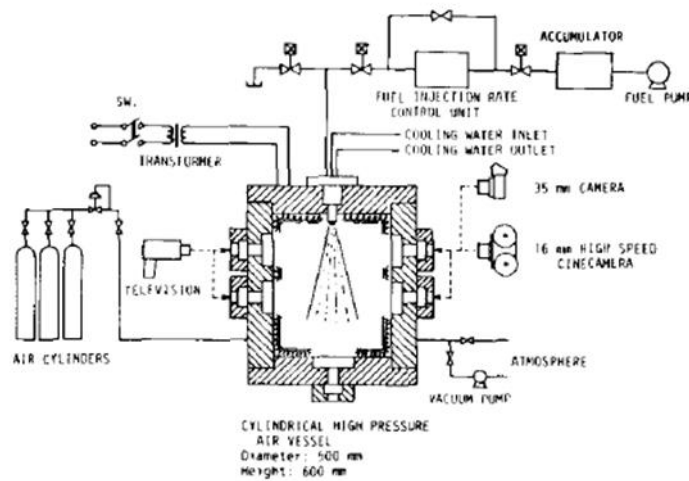 ACCUMULATOR
FUEL PUMP
FUEL INJECTION RATE
CONTROL UNIT
SW.
TRANSFORMER
COOLING WATER INLET
COOLING WATER OUTLET
35 mm CAMERA
16 mm HIGH SPEED
CINECAMERA
TELEVISION
AIR CYLINDERS
ATMOSPHERE
VACUUM PUMP
CYLINDRICAL HIGH PRESSURE
AIR VESSEL
Diameter: 500 mm
Height: 600 mm